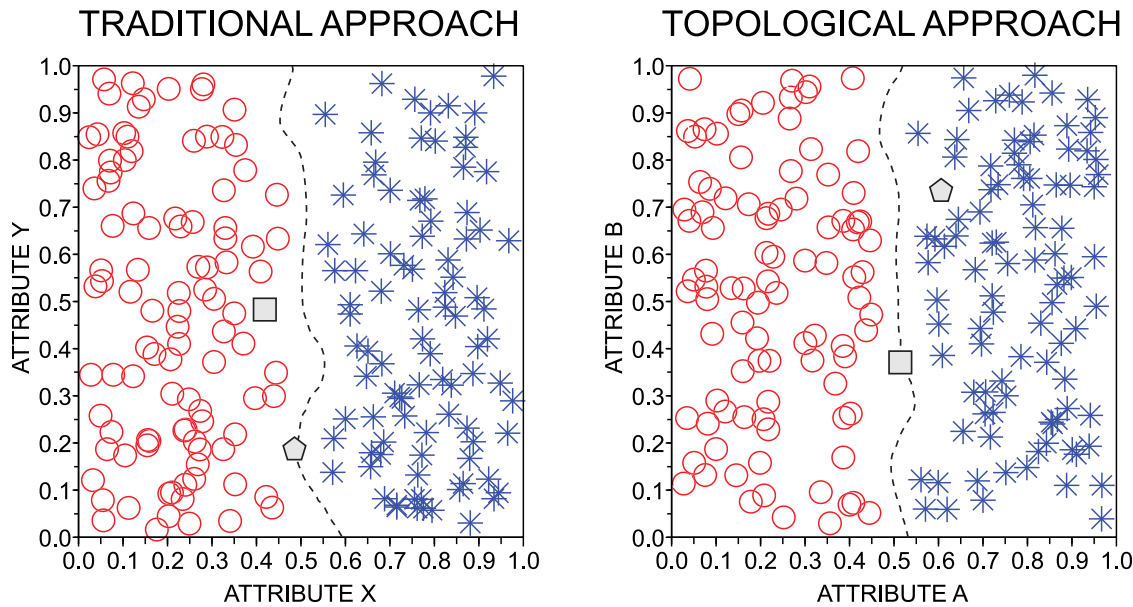 TRADITIONAL APPROACH
1.0
0.9
0.8
0.7
0.6
0.5
0.4
0.3
0.2
0.1
0.0
ATTRIBUTE Y
0.0 0.1 0.2 0.3 0.4 0.5 0.6 0.7 0.8 0.9 1.0
ATTRIBUTE X
TOPOLOGICAL APPROACH
1.0
0.9
0.8
0.7
0.6
0.5
0.4
0.3
0.2
0.1
0.0
ATTRIBUTE B
0.0 0.1 0.2 0.3 0.4 0.5 0.6 0.7 0.8 0.9 1.0
ATTRIBUTE A